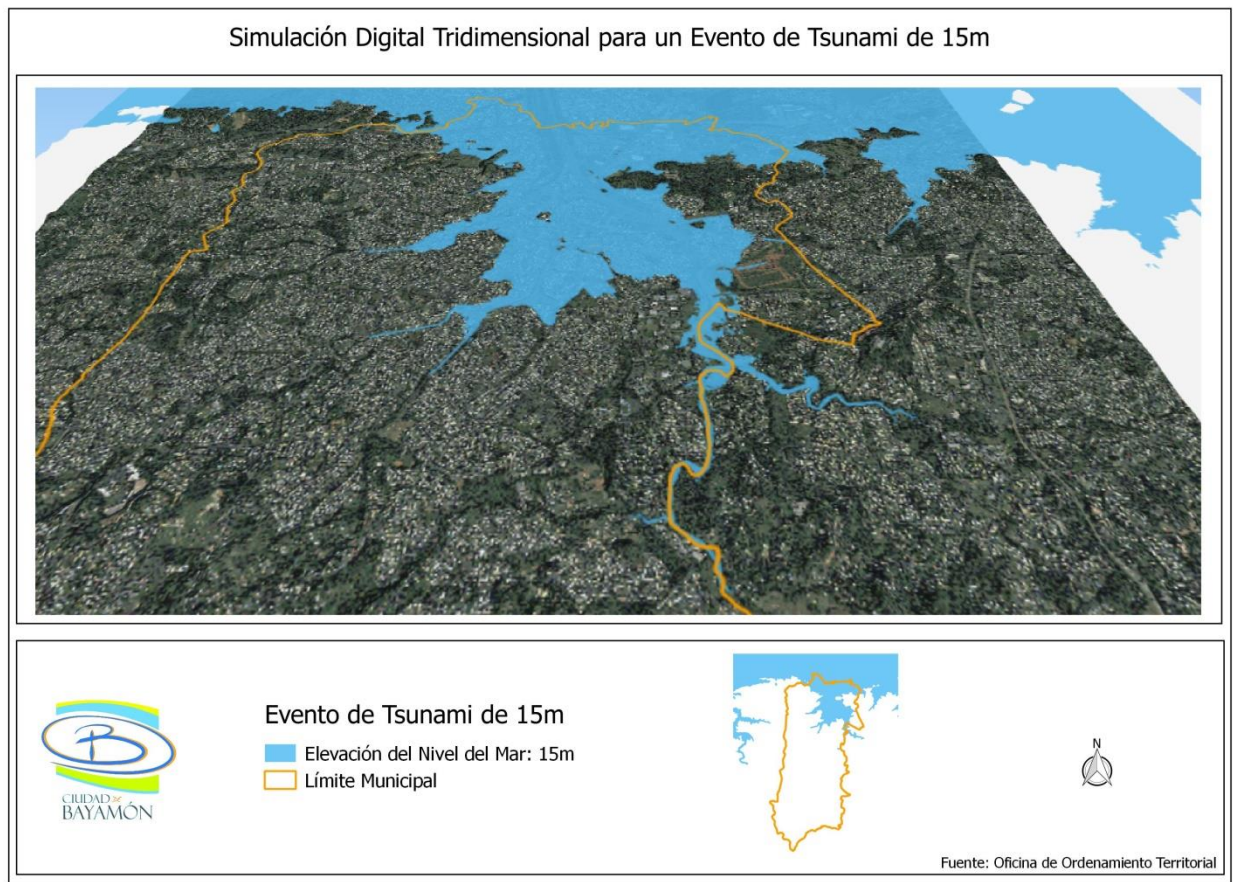 Simulación Digital Tridimensional para un Evento de Tsunami de 15m
Evento de Tsunami de 15m
Elevación del Nivel del Mar: 15m
Límite Municipal
B
CIUDAD DE
BAYAMÓN
N
Fuente: Oficina de Ordenamiento Territorial